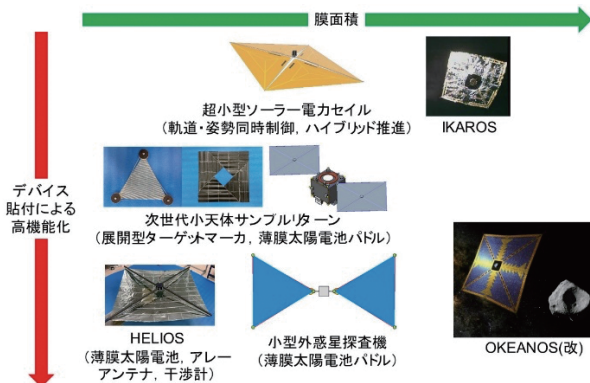 膜面積
超小型ソーラー電力セイル
（軌道・姿勢同時制御, ハイブリッド推進）
IKAROS
デバイス
貼付による
高機能化
次世代小天体サンプルリターン
（展開型ターゲットマーカ, 薄膜太陽電池パドル）
HELIOS
（薄膜太陽電池, アレー
アンテナ, 干渉計）
小型外惑星探査機
（薄膜太陽電池パドル）
OKEANOS(改)